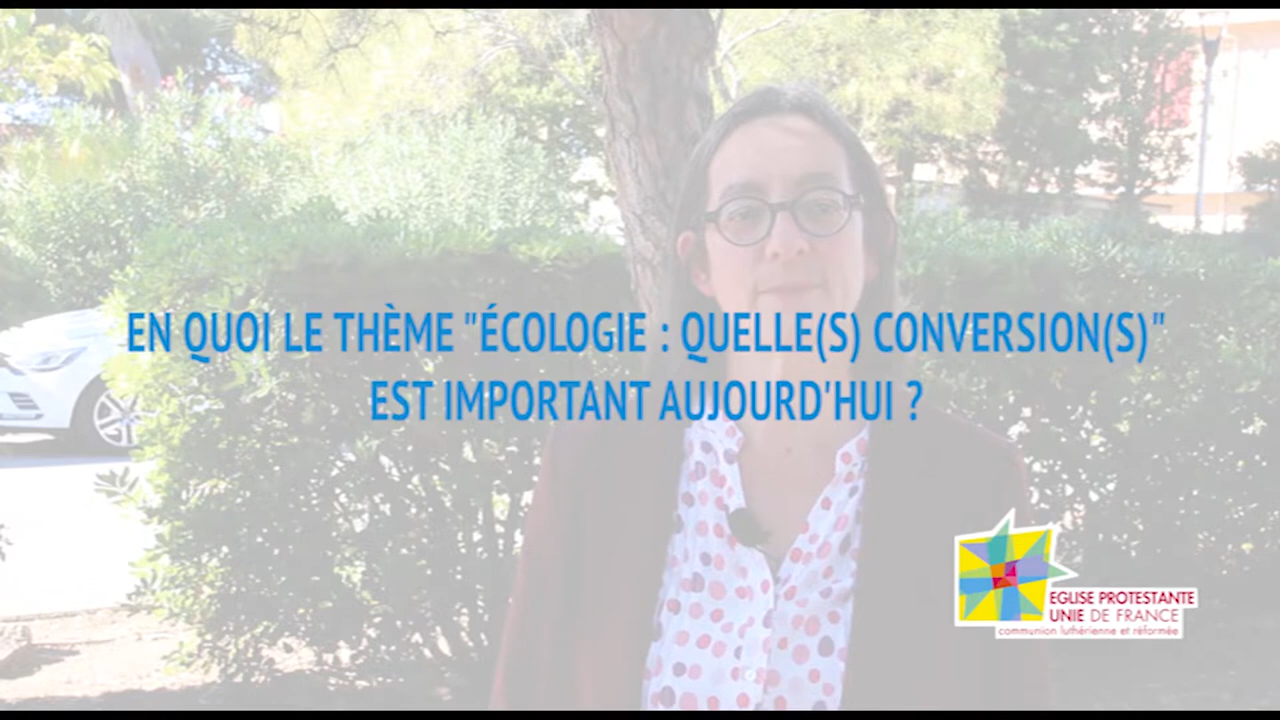 EN QUOI LE THÈME "ÉCOLOGIE : QUELLE(S) CONVERSION(S)"
EST IMPORTANT AUJOURD'HUI ?
EGLISE PROTESTANTE
UNIE DE FRANCE
communion luthérienne et réformée